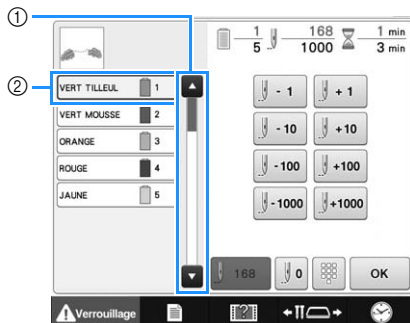 ①
②
1 168 1 min
5 1000 3 min
VERT TILLEUL 1
VERT MOUSSE 2
ORANGE 3
ROUGE 4
JAUNE 5
- 1 + 1
- 10 +10
-100 +100
-1000 +1000
168 0 OK
Verrouillage ?